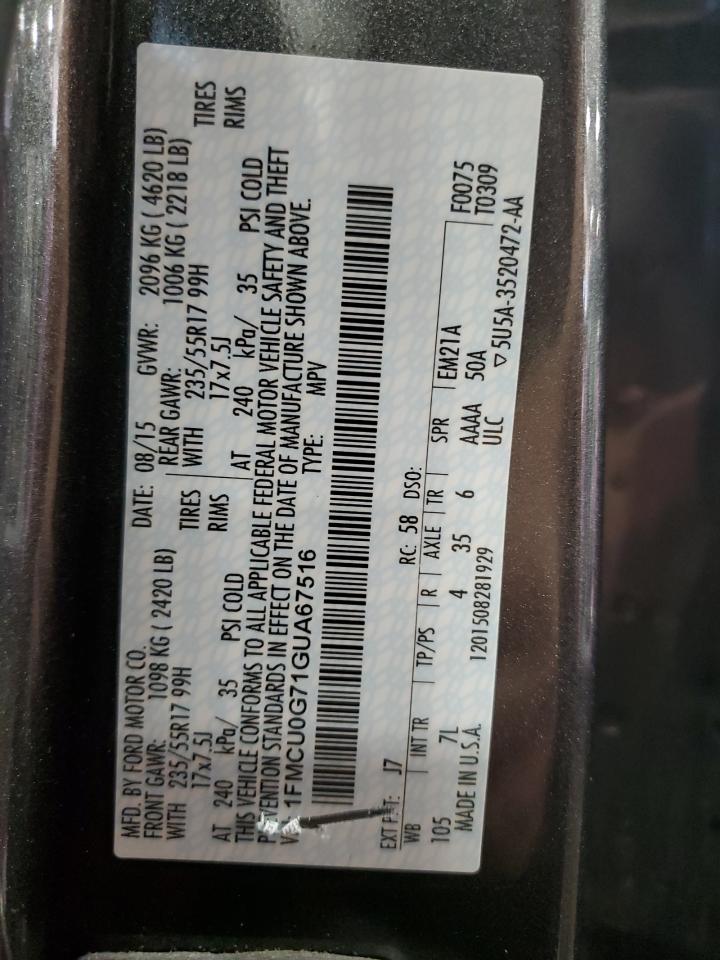 MFD. BY FORD MOTOR CO. DATE: 08/15 GVWR: 2096 KG ( 4620 LB)
FRONT GAWR: 1098 KG ( 2420 LB) REAR GAWR: 1006 KG ( 2218 LB)
WITH 235/55R17 99H TIRES WITH 235/55R17 99H TIRES
17x7.5J RIMS 17x7.5J RIMS
AT 240 kPa/ 35 PSI COLD AT 240 kPa/ 35 PSI COLD
THIS VEHICLE CONFORMS TO ALL APPLICABLE FEDERAL MOTOR VEHICLE SAFETY AND THEFT
STANDARDS IN EFFECT ON THE DATE OF MANUFACTURE SHOWN ABOVE.
1FMCU0G71GUA67516 TYPE: MPV
EXT J7 RC: 58 DSO:
WB INT TR TP/PS R AXLE TR SPR EM21A F0075
105 7L 4 35 6 AAAA 50A T0309
MADE IN U.S.A. 1201508281929 ULC ▽5U5A-3520472-AA